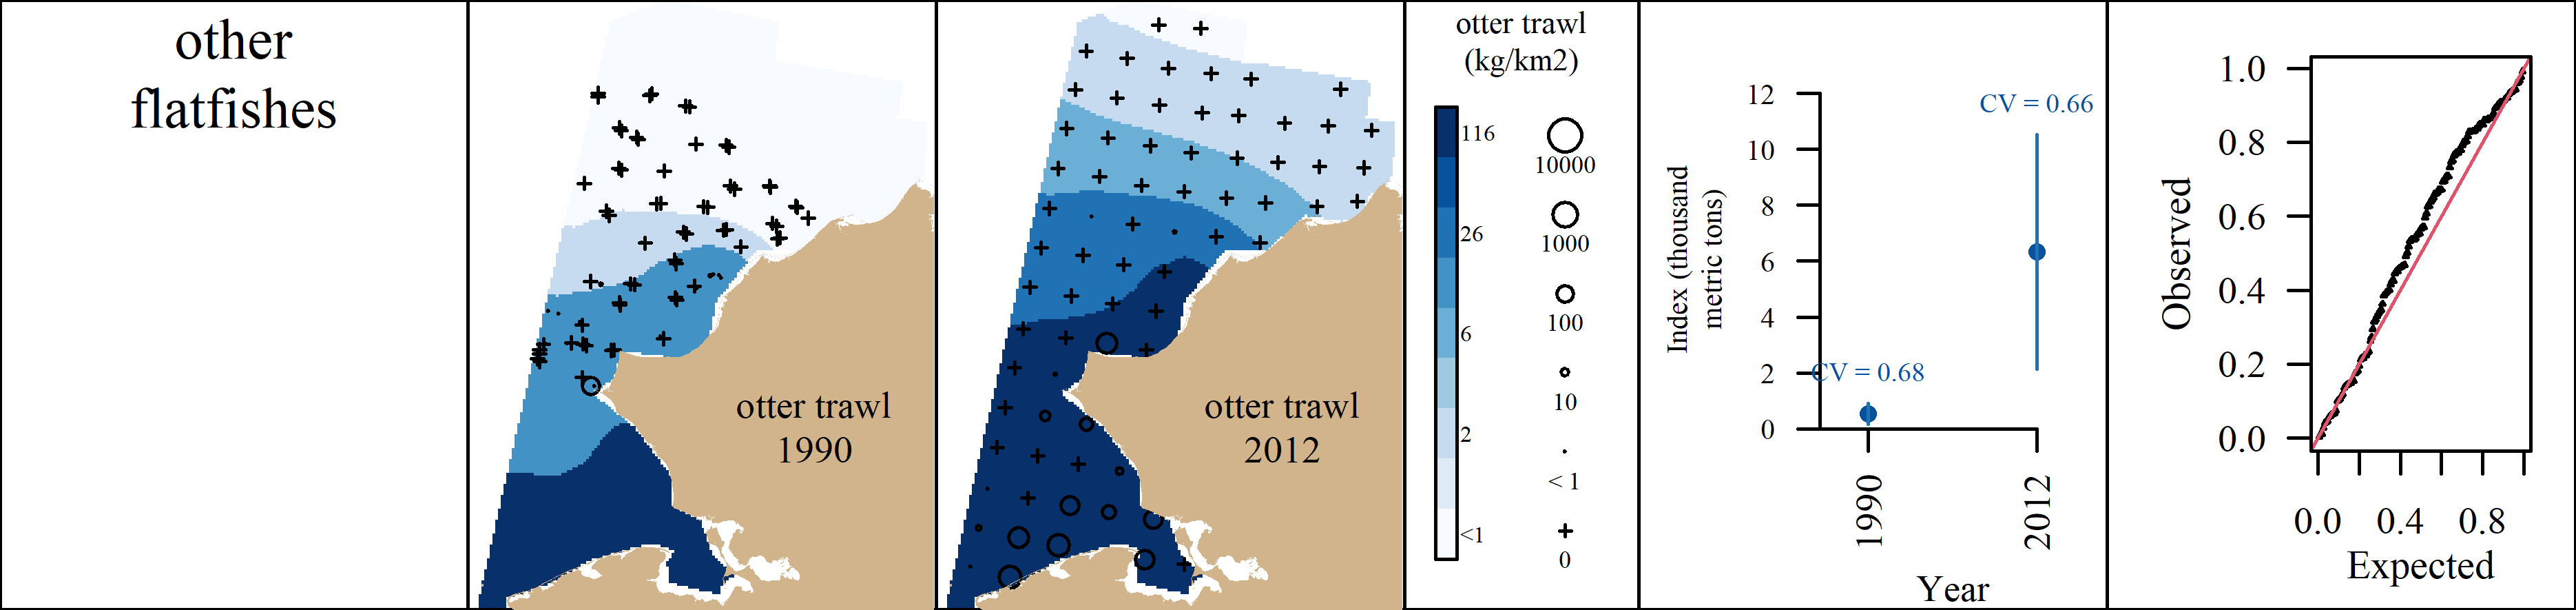 other
flatfishes
otter trawl
1990
otter trawl
2012
otter trawl
(kg/km2)
116
26
6
2
<1
10000
1000
100
10
< 1
0
Index (thousand
metric tons)
12
10
8
6
4
2
0
CV = 0.68
CV = 0.66
1990
2012
Year
Observed
1.0
0.8
0.6
0.4
0.2
0.0
0.0 0.4 0.8
Expected